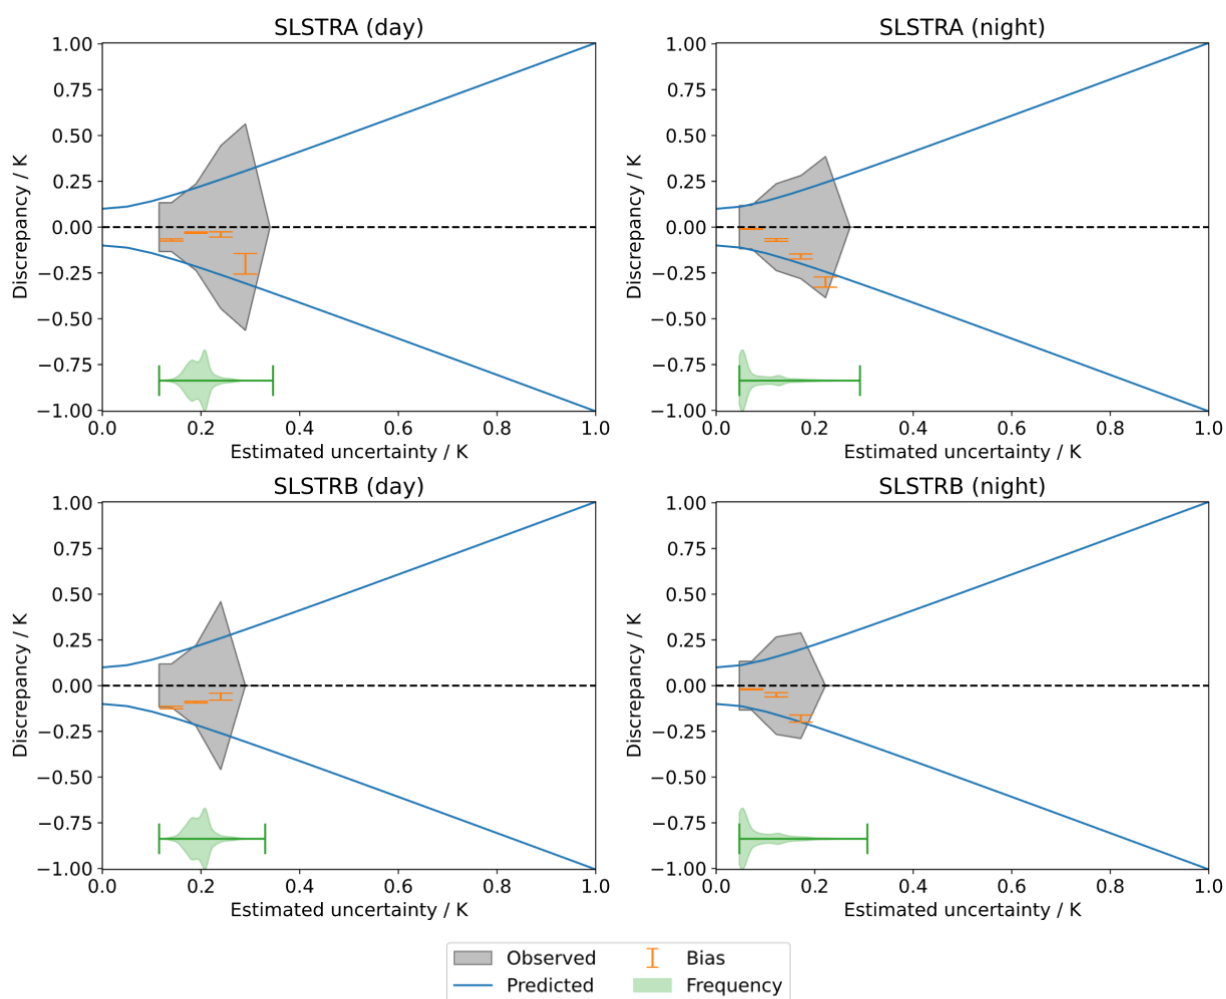 SLSTRA (day)
1.00
0.75
0.50
0.25
0.00
−0.25
−0.50
−0.75
−1.00
Discrepancy / K
0.0 0.2 0.4 0.6 0.8 1.0
Estimated uncertainty / K
SLSTRA (night)
1.00
0.75
0.50
0.25
0.00
−0.25
−0.50
−0.75
−1.00
Discrepancy / K
0.0 0.2 0.4 0.6 0.8 1.0
Estimated uncertainty / K
SLSTRB (day)
1.00
0.75
0.50
0.25
0.00
−0.25
−0.50
−0.75
−1.00
Discrepancy / K
0.0 0.2 0.4 0.6 0.8 1.0
Estimated uncertainty / K
SLSTRB (night)
1.00
0.75
0.50
0.25
0.00
−0.25
−0.50
−0.75
−1.00
Discrepancy / K
0.0 0.2 0.4 0.6 0.8 1.0
Estimated uncertainty / K
Observed Bias
Predicted Frequency